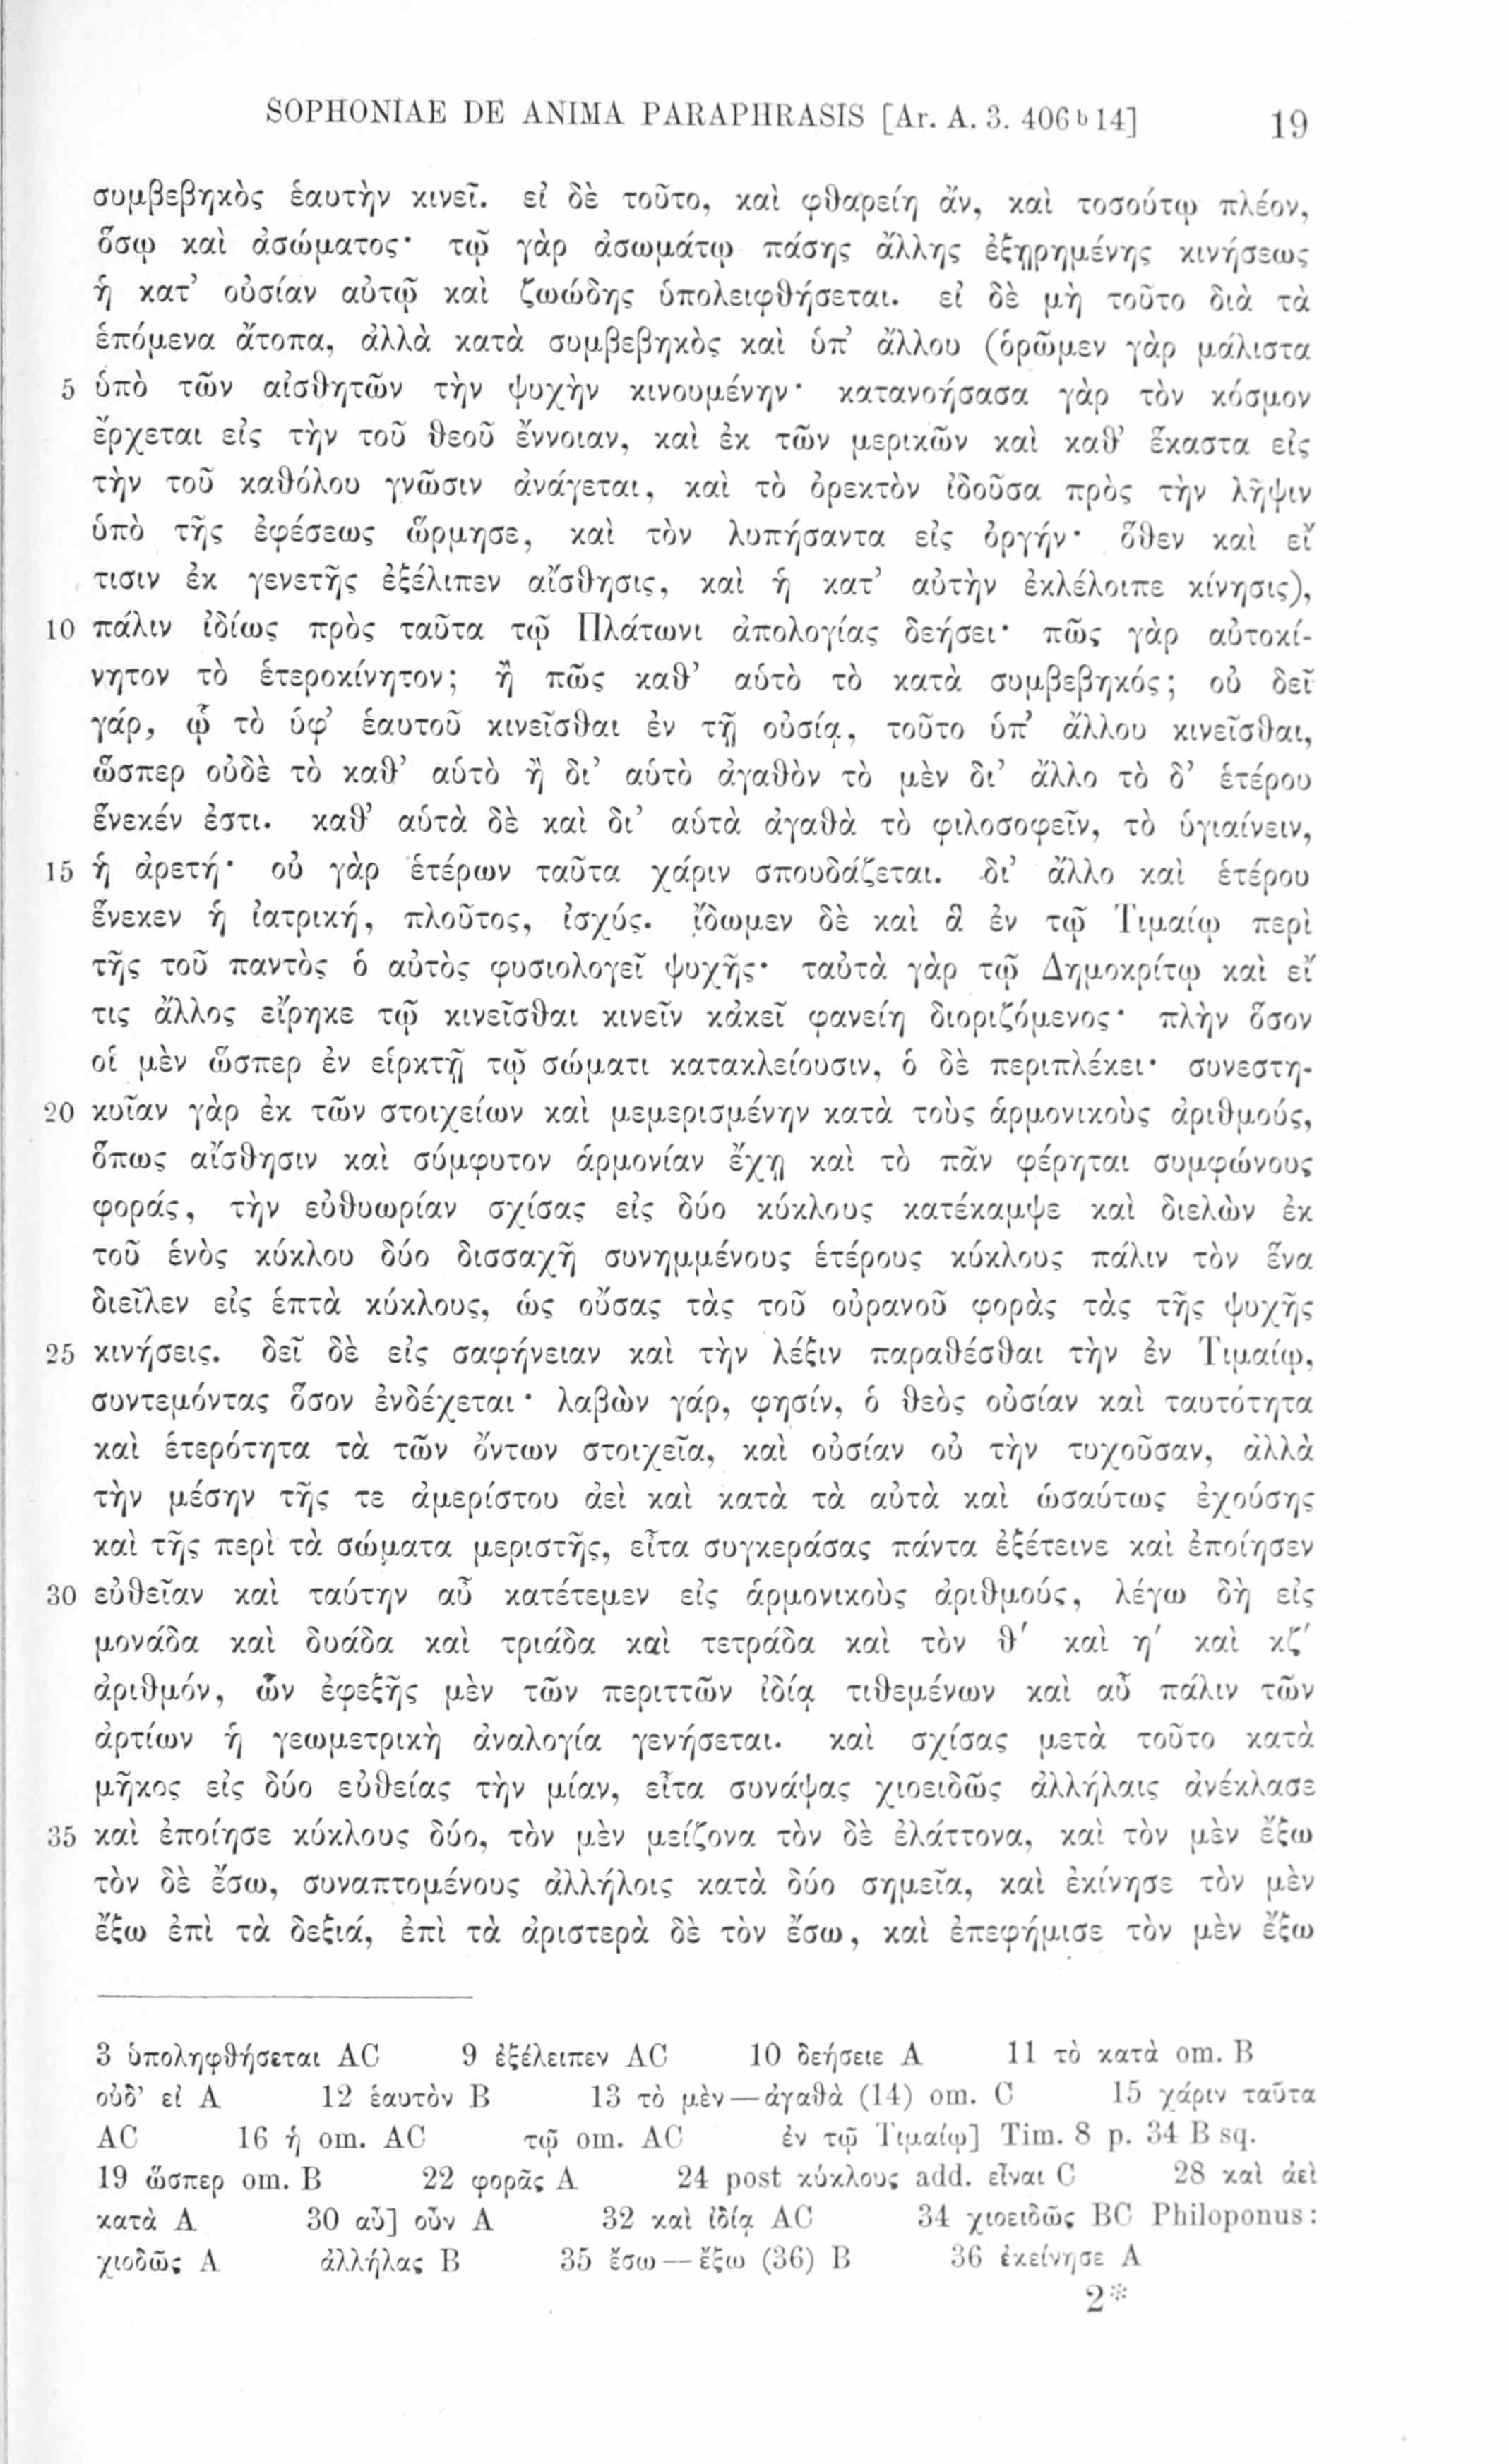 SOPHONIAE DE ANIMA PARAPHRASIS [Ar. A. 3. 406 b 14] 19
συμβεβηκὸς ἑαυτὴν κινεῖ. εἰ δὲ τοῦτο, καὶ φθαρείη ἄν, καὶ τοσούτῳ πλέον,
ὅσῳ καὶ ἀσώματος· τῷ γὰρ ἀσωμάτῳ πάσης ἄλλης ἐξῃρημένης κινήσεως
ἡ κατ’ οὐσίαν αὐτῷ καὶ ζωώδης ὑπολειφθήσεται. εἰ δὲ μὴ τοῦτο διὰ τὰ
ἑπόμενα ἄτοπα, ἀλλὰ κατὰ συμβεβηκὸς καὶ ὑπ’ ἄλλου (ὁρῶμεν γὰρ μάλιστα
5 ὑπὸ τῶν αἰσθητῶν τὴν ψυχὴν κινουμένην· κατανοήσασα γὰρ τὸν κόσμον
ἔρχεται εἰς τὴν τοῦ θεοῦ ἔννοιαν, καὶ ἐκ τῶν μερικῶν καὶ καθ’ ἕκαστα εἰς
τὴν τοῦ καθόλου γνῶσιν ἀνάγεται, καὶ τὸ ὀρεκτὸν ἰδοῦσα πρὸς τὴν λῆψιν
ὑπὸ τῆς ἐφέσεως ὥρμησε, καὶ τὸν λυπήσαντα εἰς ὀργήν· ὅθεν καὶ εἴ
τισιν ἐκ γενετῆς ἐξέλιπεν αἴσθησις, καὶ ἡ κατ’ αὐτὴν ἐκλέλοιπε κίνησις),
10 πάλιν ἰδίως πρὸς ταῦτα τῷ Πλάτωνι ἀπολογίας δεήσει· πῶς γὰρ αὐτοκί-
νητον τὸ ἑτεροκίνητον; ἢ πῶς καθ’ αὑτὸ τὸ κατὰ συμβεβηκός; οὐ δεῖ
γάρ, ᾧ τὸ ὑφ’ ἑαυτοῦ κινεῖσθαι ἐν τῇ οὐσίᾳ, τοῦτο ὑπ’ ἄλλου κινεῖσθαι,
ὥσπερ οὐδὲ τὸ καθ’ αὑτὸ ἢ δι’ αὑτὸ ἀγαθὸν τὸ μὲν δι’ ἄλλο τὸ δ’ ἑτέρου
ἕνεκέν ἐστι. καθ’ αὑτὰ δὲ καὶ δι’ αὑτὰ ἀγαθὰ τὸ φιλοσοφεῖν, τὸ ὑγιαίνειν,
15 ἡ ἀρετή· οὐ γὰρ ἑτέρων ταῦτα χάριν σπουδάζεται. δι’ ἄλλο καὶ ἑτέρου
ἕνεκεν ἡ ἰατρική, πλοῦτος, ἰσχύς. ἴδωμεν δὲ καὶ ἃ ἐν τῷ Τιμαίῳ περὶ
τῆς τοῦ παντὸς ὁ αὐτὸς φυσιολογεῖ ψυχῆς· ταὐτὰ γὰρ τῷ Δημοκρίτῳ καὶ εἴ
τις ἄλλος εἴρηκε τῷ κινεῖσθαι κινεῖν κἀκεῖ φανείη διοριζόμενος· πλὴν ὅσον
οἱ μὲν ὥσπερ ἐν εἱρκτῇ τῷ σώματι κατακλείουσιν, ὁ δὲ περιπλέκει· συνεστη-
20 κυῖαν γὰρ ἐκ τῶν στοιχείων καὶ μεμερισμένην κατὰ τοὺς ἁρμονικοὺς ἀριθμούς,
ὅπως αἴσθησιν καὶ σύμφυτον ἁρμονίαν ἔχῃ καὶ τὸ πᾶν φέρηται συμφώνους
φοράς, τὴν εὐθυωρίαν σχίσας εἰς δύο κύκλους κατέκαμψε καὶ διελὼν ἐκ
τοῦ ἑνὸς κύκλου δύο δισσαχῆ συνημμένους ἑτέρους κύκλους πάλιν τὸν ἕνα
διεῖλεν εἰς ἑπτὰ κύκλους, ὡς οὔσας τὰς τοῦ οὐρανοῦ φορὰς τὰς τῆς ψυχῆς
25 κινήσεις. δεῖ δὲ εἰς σαφήνειαν καὶ τὴν λέξιν παραθέσθαι τὴν ἐν Τιμαίῳ,
συντεμόντας ὅσον ἐνδέχεται· λαβὼν γάρ, φησίν, ὁ θεὸς οὐσίαν καὶ ταυτότητα
καὶ ἑτερότητα τὰ τῶν ὄντων στοιχεῖα, καὶ οὐσίαν οὐ τὴν τυχοῦσαν, ἀλλὰ
τὴν μέσην τῆς τε ἀμερίστου ἀεὶ καὶ κατὰ τὰ αὐτὰ καὶ ὡσαύτως ἐχούσης
καὶ τῆς περὶ τὰ σώματα μεριστῆς, εἶτα συγκεράσας πάντα ἐξέτεινε καὶ ἐποίησεν
30 εὐθεῖαν καὶ ταύτην αὖ κατέτεμεν εἰς ἁρμονικοὺς ἀριθμούς, λέγω δὴ εἰς
μονάδα καὶ δυάδα καὶ τριάδα καὶ τετράδα καὶ τὸν θ′ καὶ η′ καὶ κζ′
ἀριθμόν, ὧν ἐφεξῆς μὲν τῶν περιττῶν ἰδίᾳ τιθεμένων καὶ αὖ πάλιν τῶν
ἀρτίων ἡ γεωμετρικὴ ἀναλογία γενήσεται. καὶ σχίσας μετὰ τοῦτο κατὰ
μῆκος εἰς δύο εὐθείας τὴν μίαν, εἶτα συνάψας χιοειδῶς ἀλλήλαις ἀνέκλασε
35 καὶ ἐποίησε κύκλους δύο, τὸν μὲν μείζονα τὸν δὲ ἐλάττονα, καὶ τὸν μὲν ἔξω
τὸν δὲ ἔσω, συναπτομένους ἀλλήλοις κατὰ δύο σημεῖα, καὶ ἐκίνησε τὸν μὲν
ἔξω ἐπὶ τὰ δεξιά, ἐπὶ τὰ ἀριστερὰ δὲ τὸν ἔσω, καὶ ἐπεφήμισε τὸν μὲν ἔξω
3 ὑποληφθήσεται AC 9 ἐξέλειπεν AC 10 δεήσειε A 11 τὸ κατὰ om. B
οὐδ’ εἰ A 12 ἑαυτὸν B 13 τὸ μὲν—ἀγαθὰ (14) om. C 15 χάριν ταῦτα
AC 16 ἡ om. AC τῷ om. AC ἐν τῷ Τιμαίῳ] Tim. 8 p. 34 B sq.
19 ὥσπερ om. B 22 φορᾶς A 24 post κύκλους add. εἶναι C 28 καὶ ἀεὶ
κατὰ A 30 αὖ] οὖν A 32 καὶ ἰδίᾳ AC 34 χιοειδῶς BC Philoponus:
χιοδῶς A ἀλλήλας B 35 ἔσω—ἔξω (36) B 36 ἐκείνησε A
2*